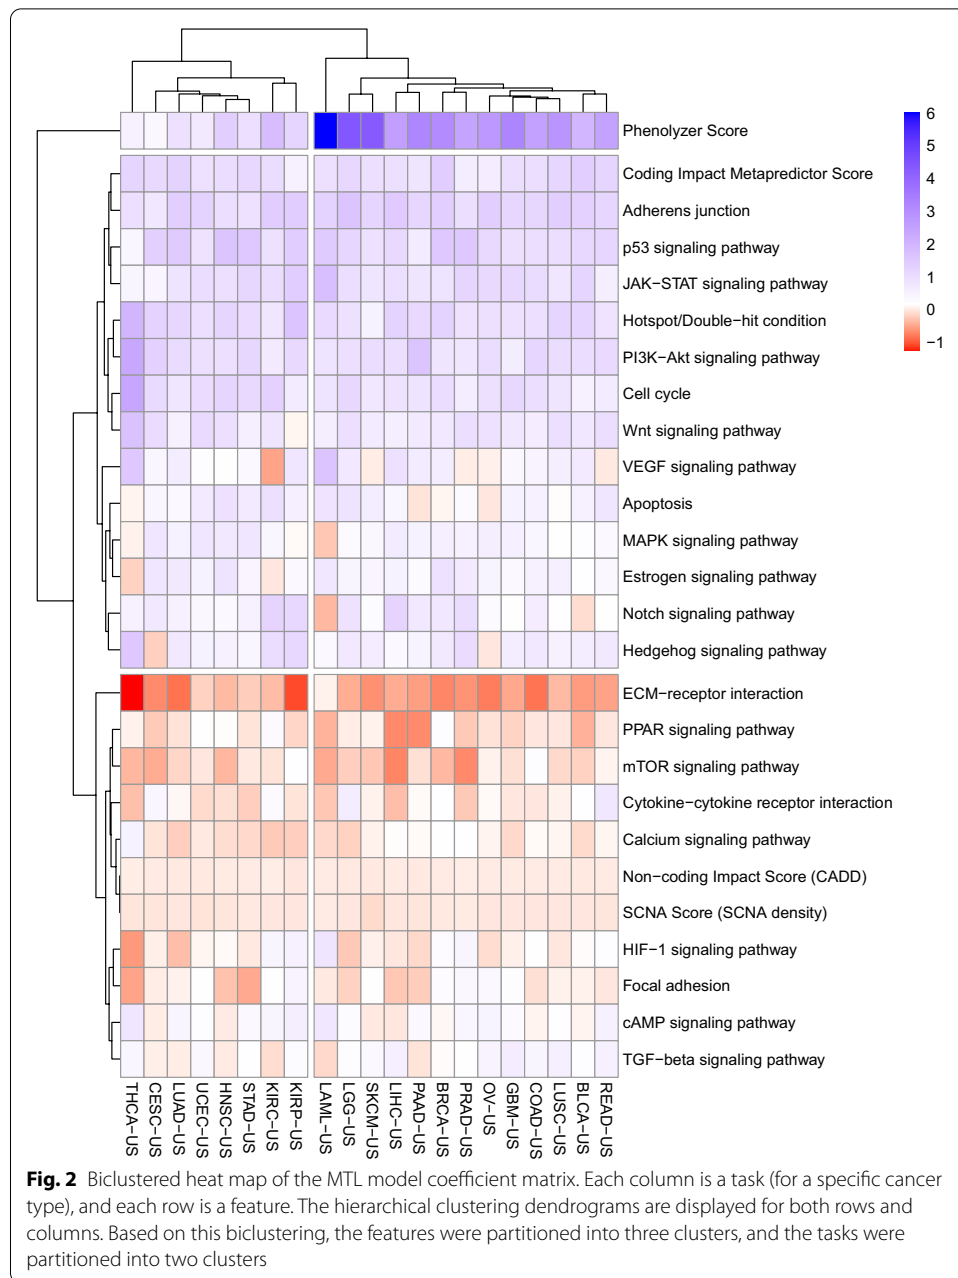 Phenolyzer Score
Coding Impact Metapredictor Score
Adherens junction
p53 signaling pathway
JAK−STAT signaling pathway
Hotspot/Double−hit condition
PI3K−Akt signaling pathway
Cell cycle
Wnt signaling pathway
VEGF signaling pathway
Apoptosis
MAPK signaling pathway
Estrogen signaling pathway
Notch signaling pathway
Hedgehog signaling pathway
ECM−receptor interaction
PPAR signaling pathway
mTOR signaling pathway
Cytokine−cytokine receptor interaction
Calcium signaling pathway
Non−coding Impact Score (CADD)
SCNA Score (SCNA density)
HIF−1 signaling pathway
Focal adhesion
cAMP signaling pathway
TGF−beta signaling pathway
6
5
4
3
2
1
0
−1
THCA−US
CESC−US
LUAD−US
UCEC−US
HNSC−US
STAD−US
KIRC−US
KIRP−US
LAML−US
LGG−US
SKCM−US
LIHC−US
PAAD−US
BRCA−US
PRAD−US
OV−US
GBM−US
COAD−US
LUSC−US
BLCA−US
READ−US
Fig. 2 Biclustered heat map of the MTL model coefficient matrix. Each column is a task (for a specific cancer
type), and each row is a feature. The hierarchical clustering dendrograms are displayed for both rows and
columns. Based on this biclustering, the features were partitioned into three clusters, and the tasks were
partitioned into two clusters